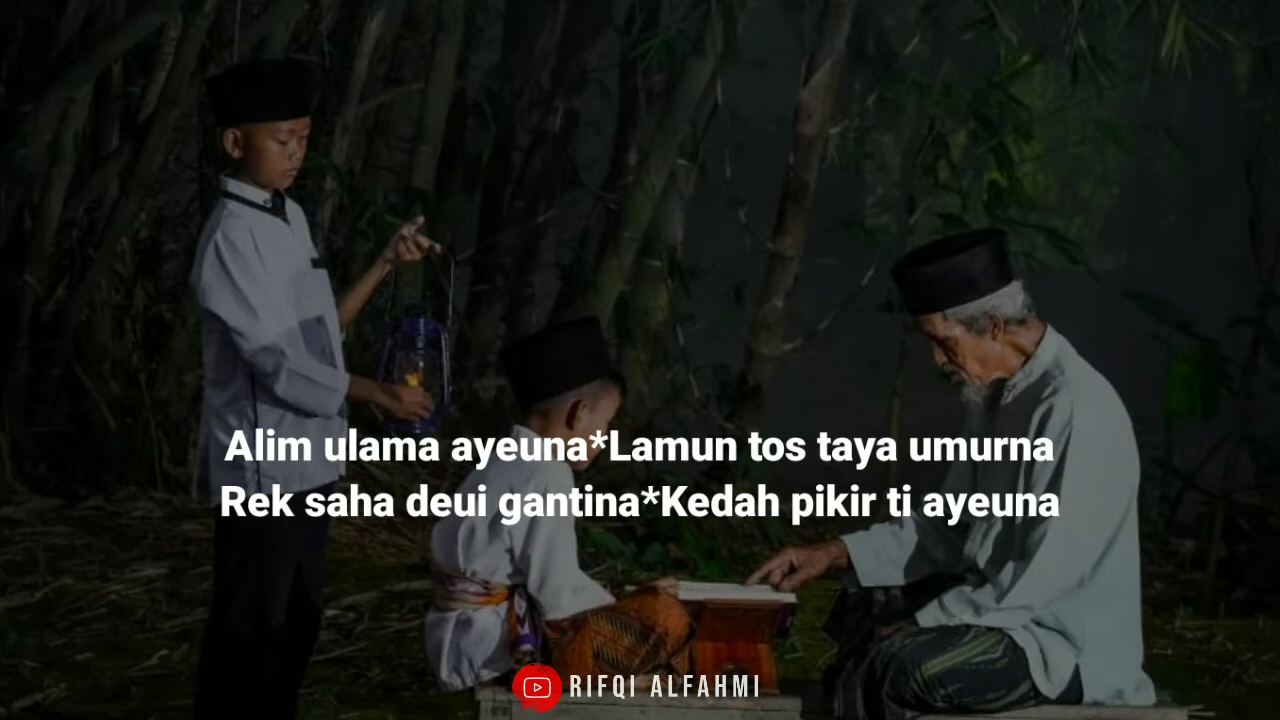 Alim ulama ayeuna*Lamun tos taya umurna
Rek saha deui gantina*Kedah pikir ti ayeuna
RIFQI ALFAHMI